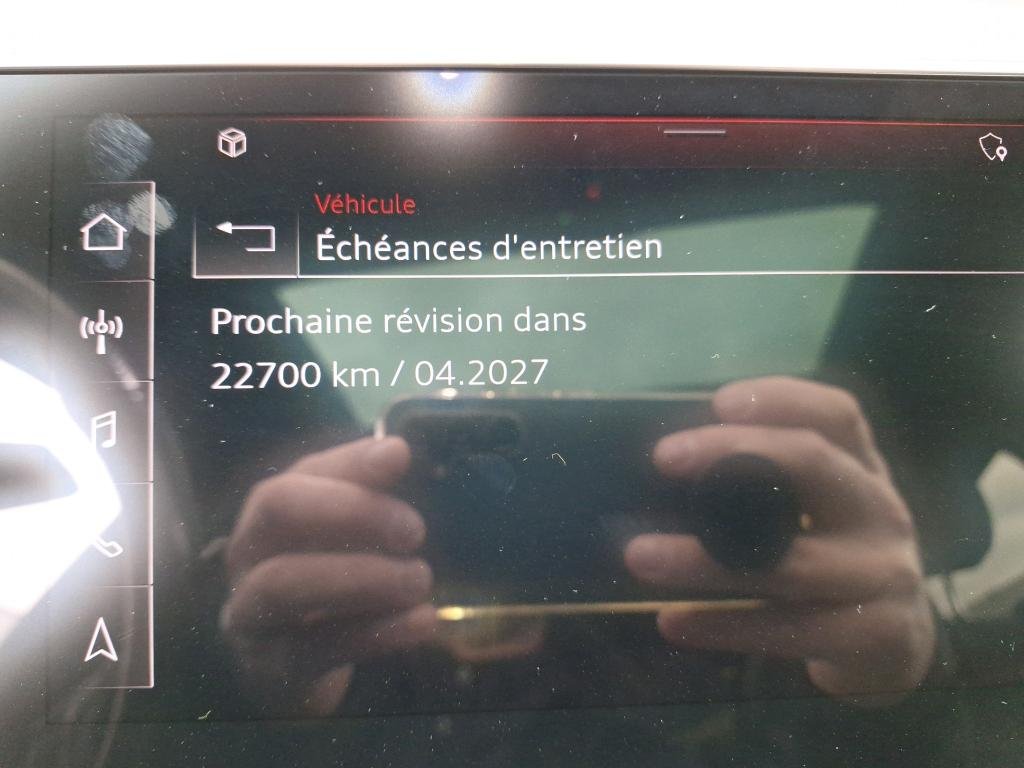 Véhicule
Échéances d'entretien
Prochaine révision dans
22700 km / 04.2027